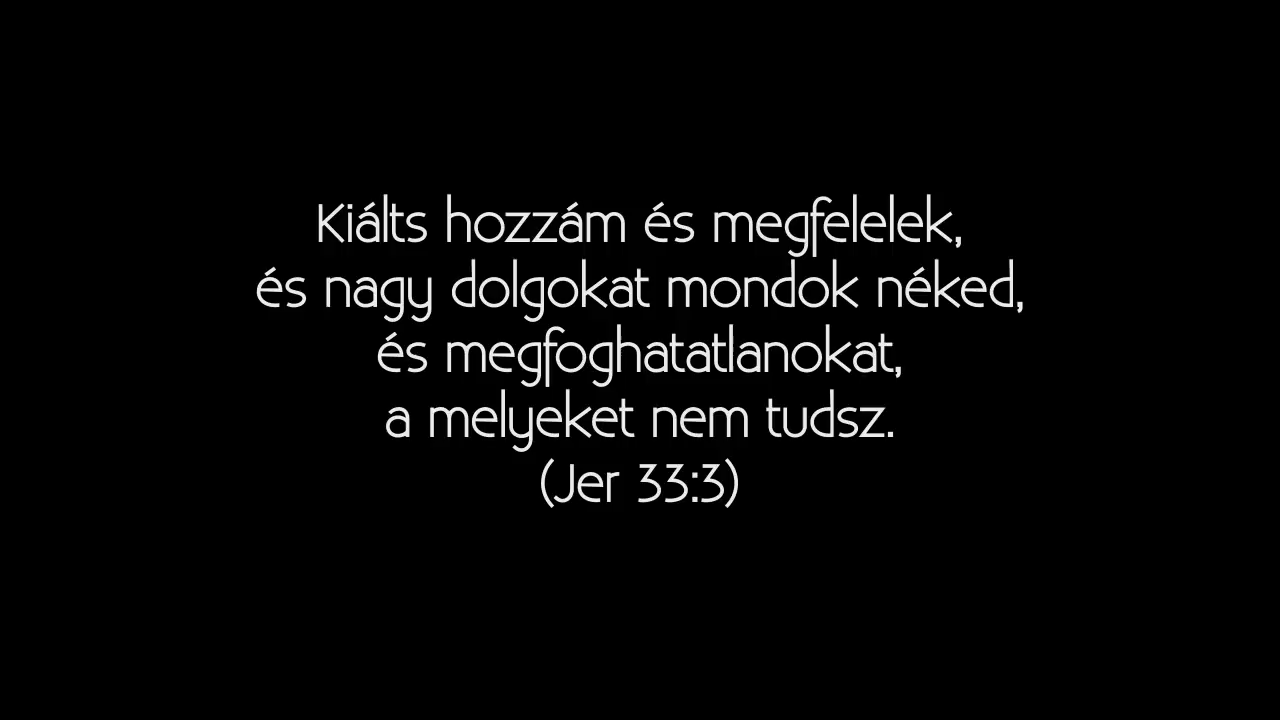 Kiálts hozzám és megfelelek,
és nagy dolgokat mondok néked,
és megfoghatatlanokat,
a melyeket nem tudsz.
(Jer 33:3)